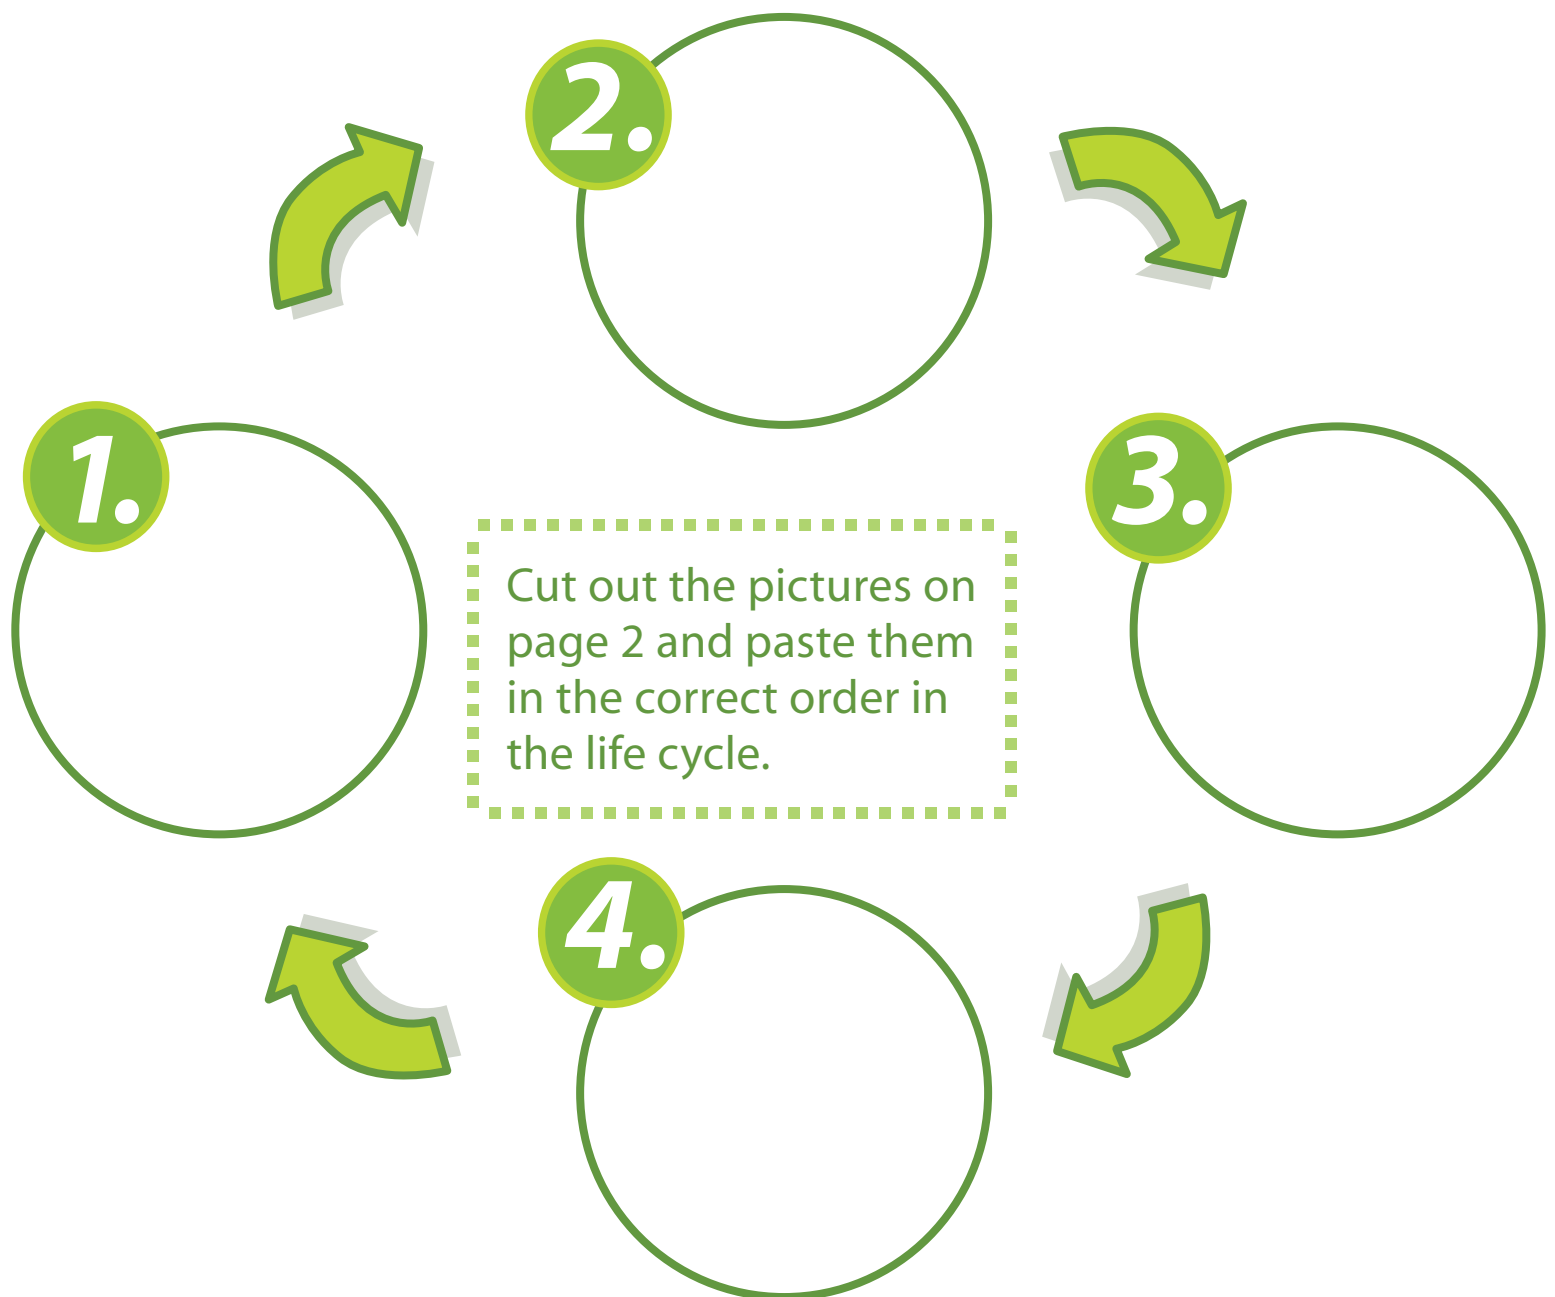 2.
1.
3.
Cut out the pictures on
page 2 and paste them
in the correct order in
the life cycle.
4.